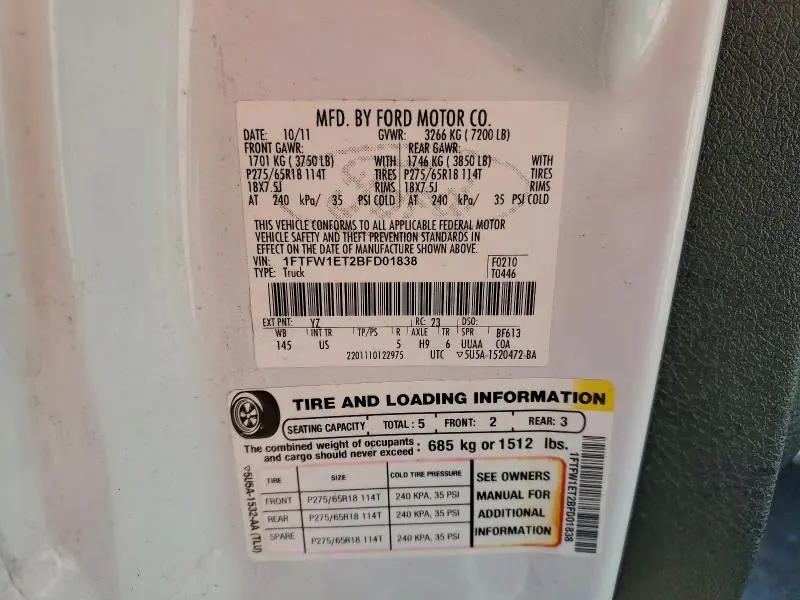 MFD. BY FORD MOTOR CO.
DATE: 10/11 GVWR: 3266 KG ( 7200 LB)
FRONT GAWR: REAR GAWR:
1701 KG ( 3750 LB) WITH 1746 KG ( 3850 LB) WITH
P275/65R18 114T TIRES P275/65R18 114T TIRES
18X7.5J RIMS 18X7.5J RIMS
AT 240 kPa/ 35 PSI COLD AT 240 kPa/ 35 PSI COLD
THIS VEHICLE CONFORMS TO ALL APPLICABLE FEDERAL MOTOR
VEHICLE SAFETY AND THEFT PREVENTION STANDARDS IN
EFFECT ON THE DATE OF MANUFACTURE SHOWN ABOVE.
VIN: 1FTFW1ET2BFD01838 F0210
TYPE: Truck T0446
EXT PNT: YZ RC: 23 DSO:
WB INT TR TP/PS R AXLE TR SPR BF613
145 US 5 H9 6 UUAA COA
2201110122975 UTC ▽5U5A-1520472-BA
TIRE AND LOADING INFORMATION
SEATING CAPACITY TOTAL: 5 FRONT: 2 REAR: 3
The combined weight of occupants
and cargo should never exceed : 685 kg or 1512 lbs.
TIRE SIZE COLD TIRE PRESSURE
FRONT P275/65R18 114T 240 KPA, 35 PSI
REAR P275/65R18 114T 240 KPA, 35 PSI
SPARE P275/65R18 114T 240 KPA, 35 PSI
SEE OWNERS
MANUAL FOR
ADDITIONAL
INFORMATION
▽5U5A-1532-AA (TLU)
1FTFW1ET2BFD01838